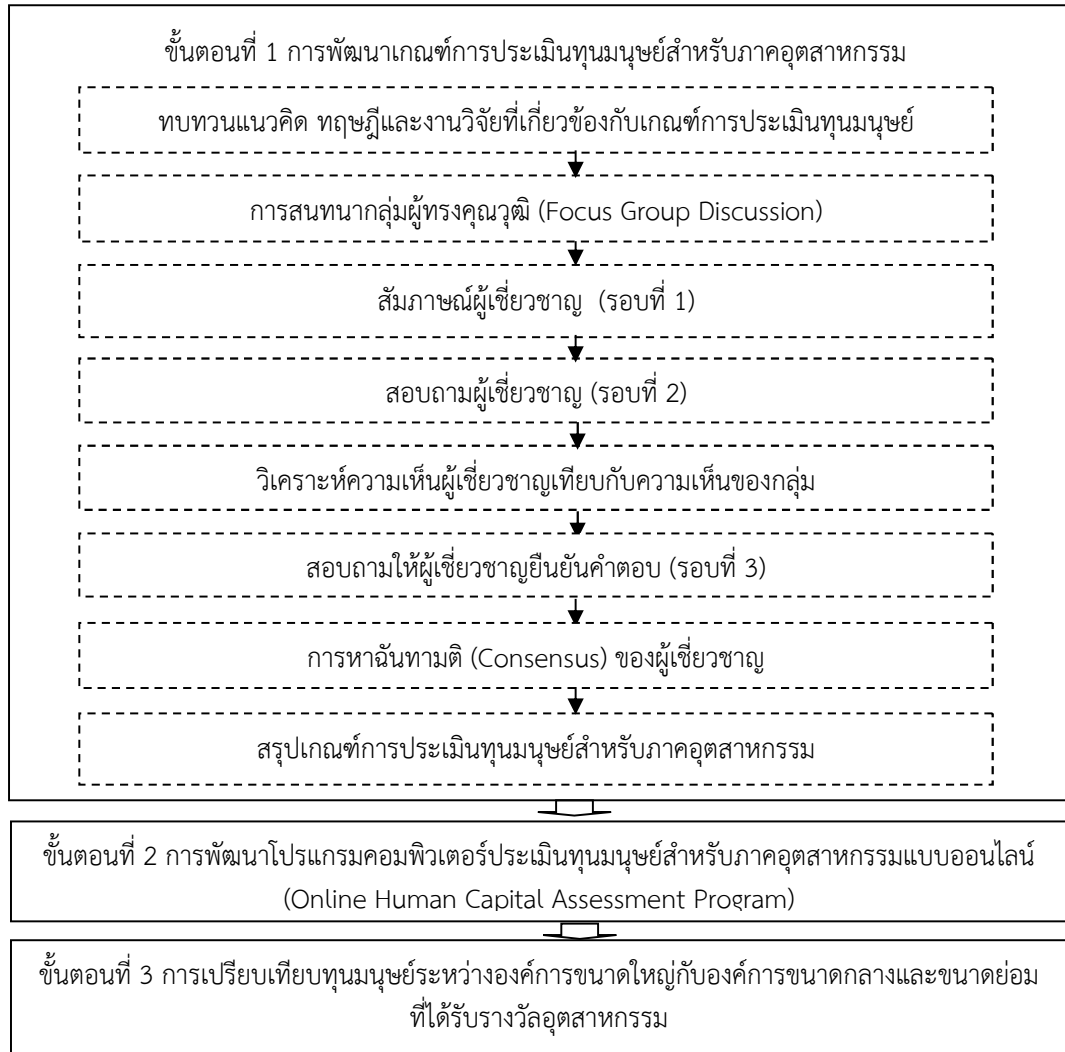 ขั้นตอนที่ 1 การพัฒนาเกณฑ์การประเมินทุนมนุษย์สำหรับภาคอุตสาหกรรม
ทบทวนแนวคิด ทฤษฎีและงานวิจัยที่เกี่ยวข้องกับเกณฑ์การประเมินทุนมนุษย์
การสนทนากลุ่มผู้ทรงคุณวุฒิ (Focus Group Discussion)
สัมภาษณ์ผู้เชี่ยวชาญ (รอบที่ 1)
สอบถามผู้เชี่ยวชาญ (รอบที่ 2)
วิเคราะห์ความเห็นผู้เชี่ยวชาญเทียบกับความเห็นของกลุ่ม
สอบถามให้ผู้เชี่ยวชาญยืนยันคำตอบ (รอบที่ 3)
การหาฉันทามติ (Consensus) ของผู้เชี่ยวชาญ
สรุปเกณฑ์การประเมินทุนมนุษย์สำหรับภาคอุตสาหกรรม
ขั้นตอนที่ 2 การพัฒนาโปรแกรมคอมพิวเตอร์ประเมินทุนมนุษย์สำหรับภาคอุตสาหกรรมแบบออนไลน์
(Online Human Capital Assessment Program)
ขั้นตอนที่ 3 การเปรียบเทียบทุนมนุษย์ระหว่างองค์การขนาดใหญ่กับองค์การขนาดกลางและขนาดย่อม
ที่ได้รับรางวัลอุตสาหกรรม